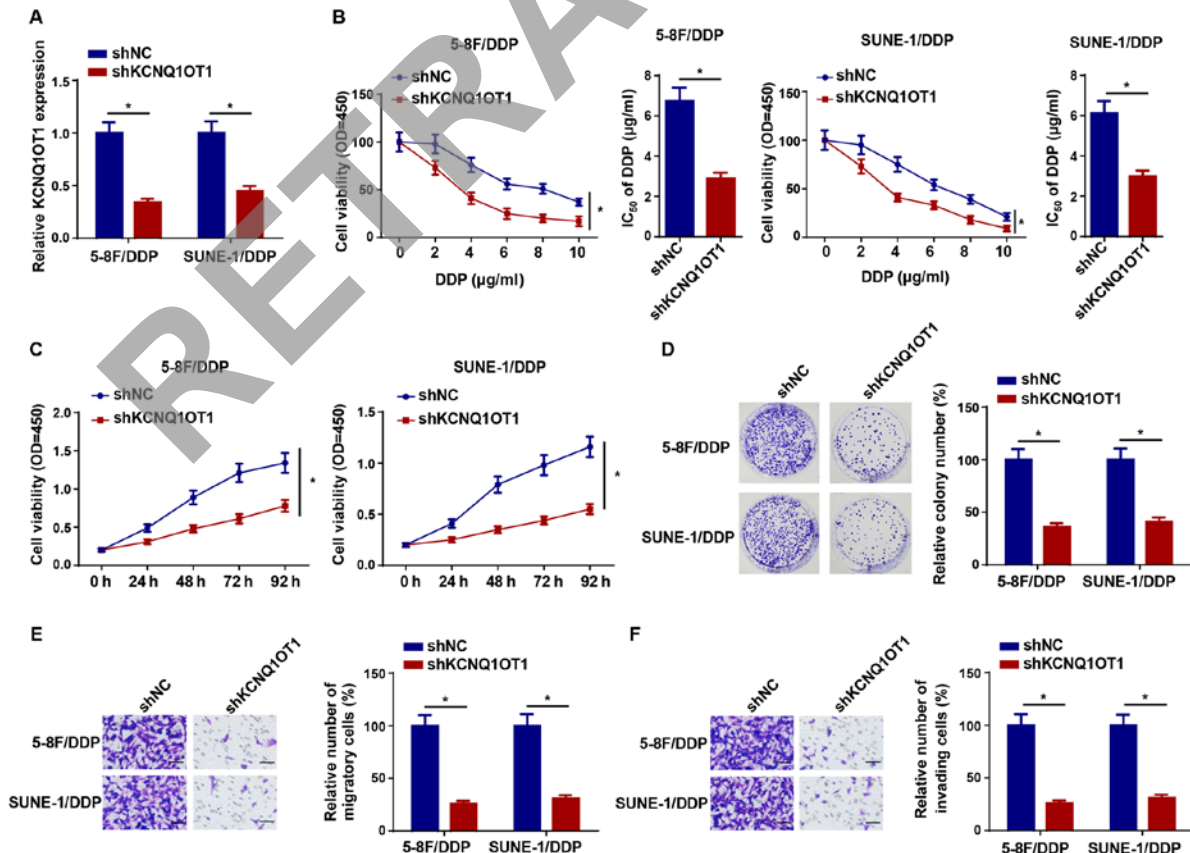 A
shNC
shKCNQ1OT1
Relative KCNQ1OT1 expression
1.5
1.0
0.5
0.0
*
*
5-8F/DDP
SUNE-1/DDP
B
5-8F/DDP
shNC
shKCNQ1OT1
Cell viability (OD=450)
150
100
50
0
*
0 2 4 6 8 10
DDP (µg/ml)
5-8F/DDP
IC50 of DDP (µg/ml)
8
6
4
2
0
*
shNC
shKCNQ1OT1
SUNE-1/DDP
shNC
shKCNQ1OT1
Cell viability (OD=450)
150
100
50
0
*
0 2 4 6 8 10
DDP (µg/ml)
SUNE-1/DDP
IC50 of DDP (µg/ml)
8
6
4
2
0
*
shNC
shKCNQ1OT1
C
5-8F/DDP
shNC
shKCNQ1OT1
Cell viability (OD=450)
2.0
1.5
1.0
0.5
0.0
*
0 h 24 h 48 h 72 h 92 h
SUNE-1/DDP
shNC
shKCNQ1OT1
Cell viability (OD=450)
1.5
1.0
0.5
0.0
*
0 h 24 h 48 h 72 h 92 h
D
shNC
shKCNQ1OT1
5-8F/DDP
SUNE-1/DDP
shNC
shKCNQ1OT1
Relative colony number (%)
150
100
50
0
*
*
5-8F/DDP
SUNE-1/DDP
E
shNC
shKCNQ1OT1
5-8F/DDP
SUNE-1/DDP
shNC
shKCNQ1OT1
Relative number of
migratory cells (%)
150
100
50
0
*
*
5-8F/DDP
SUNE-1/DDP
F
shNC
shKCNQ1OT1
5-8F/DDP
SUNE-1/DDP
shNC
shKCNQ1OT1
Relative number of
invading cells (%)
150
100
50
0
*
*
5-8F/DDP
SUNE-1/DDP
RETRA